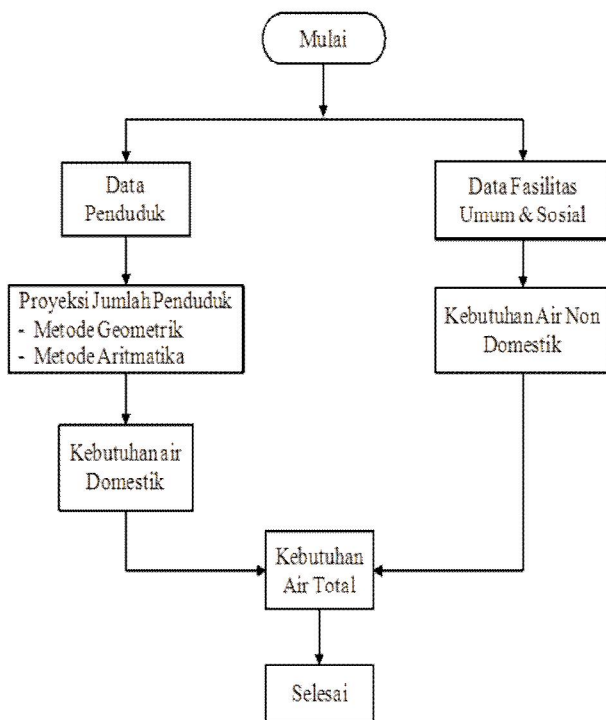 Mulai
Data
Penduduk
Data Fasilitas
Umum & Sosial
Proyeksi Jumlah Penduduk
- Metode Geometrik
- Metode Aritmatika
Kebutuhan Air Non
Domestik
Kebutuhan air
Domestik
Kebutuhan
Air Total
Selesai